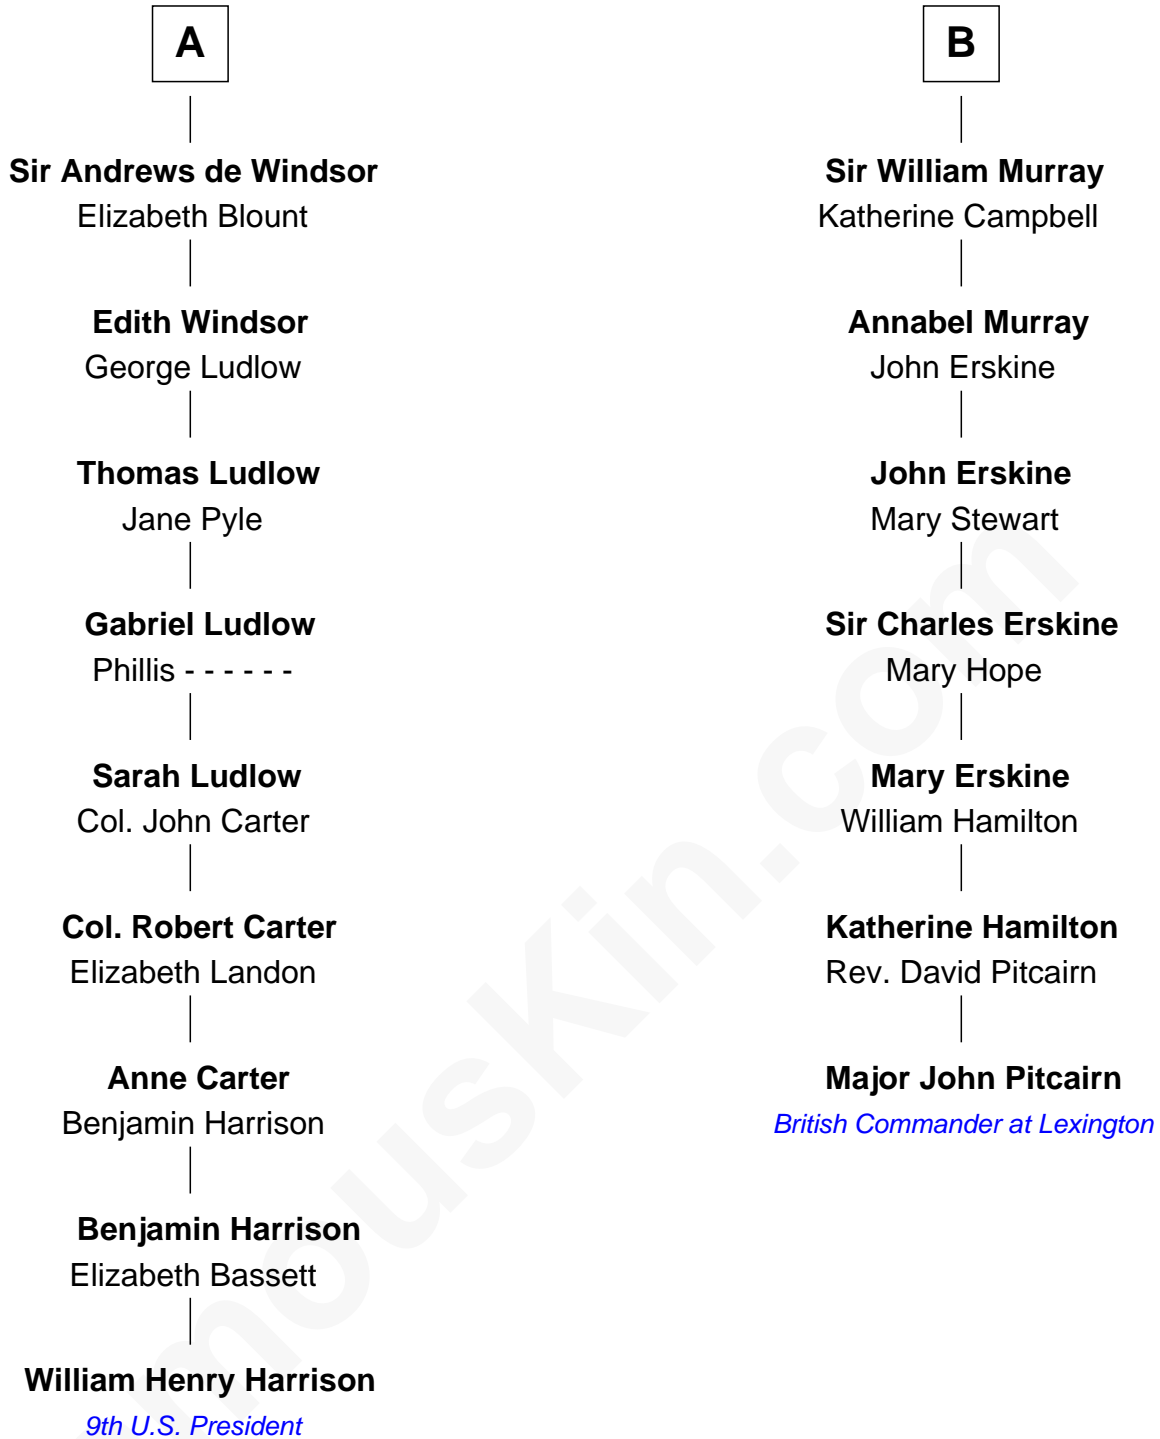 A
Sir Andrews de Windsor
Elizabeth Blount
Edith Windsor
George Ludlow
Thomas Ludlow
Jane Pyle
Gabriel Ludlow
Phillis - - - - - -
Sarah Ludlow
Col. John Carter
Col. Robert Carter
Elizabeth Landon
Anne Carter
Benjamin Harrison
Benjamin Harrison
Elizabeth Bassett
William Henry Harrison
9th U.S. President
B
Sir William Murray
Katherine Campbell
Annabel Murray
John Erskine
John Erskine
Mary Stewart
Sir Charles Erskine
Mary Hope
Mary Erskine
William Hamilton
Katherine Hamilton
Rev. David Pitcairn
Major John Pitcairn
British Commander at Lexington
mouskin.com